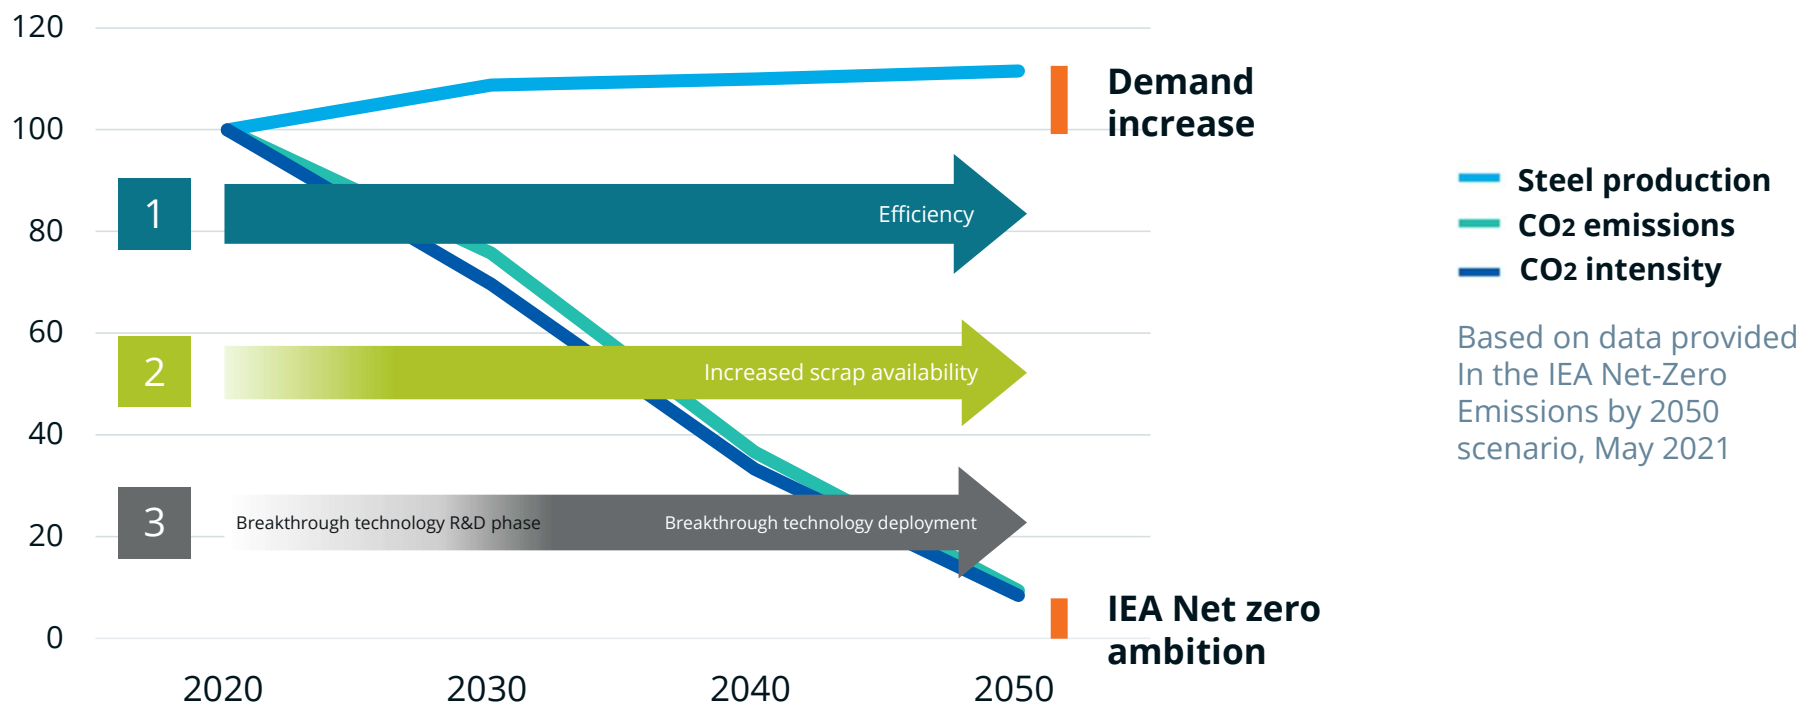 120
100
80
60
40
20
0
2020
2030
2040
2050
1
Efficiency
2
Increased scrap availability
3
Breakthrough technology R&D phase
Breakthrough technology deployment
Demand
increase
IEA Net zero
ambition
Steel production
CO2 emissions
CO2 intensity
Based on data provided
In the IEA Net-Zero
Emissions by 2050
scenario, May 2021